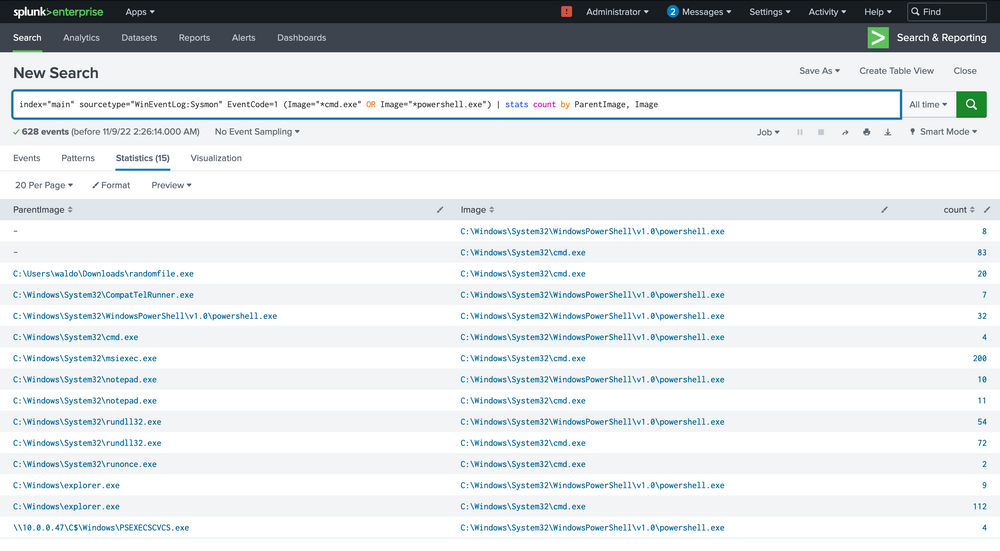 splunk>enterprise Apps ! Administrator 2 Messages Settings Activity Help Find
Search Analytics Datasets Reports Alerts Dashboards > Search & Reporting
New Search Save As Create Table View Close
index="main" sourcetype="WinEventLog:Sysmon" EventCode=1 (Image="*cmd.exe" OR Image="*powershell.exe") | stats count by ParentImage, Image All time
✓ 628 events (before 11/9/22 2:26:14.000 AM) No Event Sampling Job Smart Mode
Events Patterns Statistics (15) Visualization
20 Per Page Format Preview
ParentImage Image count
- C:\Windows\System32\WindowsPowerShell\v1.0\powershell.exe 8
- C:\Windows\System32\cmd.exe 83
C:\Users\waldo\Downloads\randomfile.exe C:\Windows\System32\cmd.exe 20
C:\Windows\System32\CompatTelRunner.exe C:\Windows\System32\WindowsPowerShell\v1.0\powershell.exe 7
C:\Windows\System32\WindowsPowerShell\v1.0\powershell.exe C:\Windows\System32\WindowsPowerShell\v1.0\powershell.exe 32
C:\Windows\System32\cmd.exe C:\Windows\System32\WindowsPowerShell\v1.0\powershell.exe 4
C:\Windows\System32\msiexec.exe C:\Windows\System32\cmd.exe 200
C:\Windows\System32\notepad.exe C:\Windows\System32\WindowsPowerShell\v1.0\powershell.exe 10
C:\Windows\System32\notepad.exe C:\Windows\System32\cmd.exe 11
C:\Windows\System32\rundll32.exe C:\Windows\System32\WindowsPowerShell\v1.0\powershell.exe 54
C:\Windows\System32\rundll32.exe C:\Windows\System32\cmd.exe 72
C:\Windows\System32\runonce.exe C:\Windows\System32\cmd.exe 2
C:\Windows\explorer.exe C:\Windows\System32\WindowsPowerShell\v1.0\powershell.exe 9
C:\Windows\explorer.exe C:\Windows\System32\cmd.exe 112
\\10.0.0.47\C$\Windows\PSEXECSCVCS.exe C:\Windows\System32\WindowsPowerShell\v1.0\powershell.exe 4